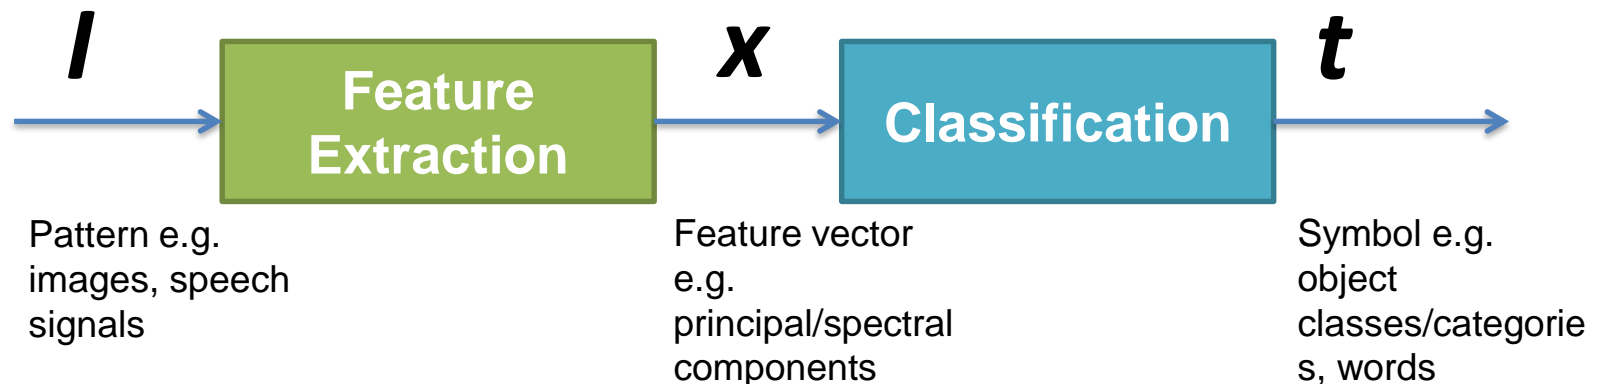 I
x
t
Feature
Extraction
Classification
Pattern e.g.
images, speech
signals
Feature vector
e.g.
principal/spectral
components
Symbol e.g.
object
classes/categorie
s, words